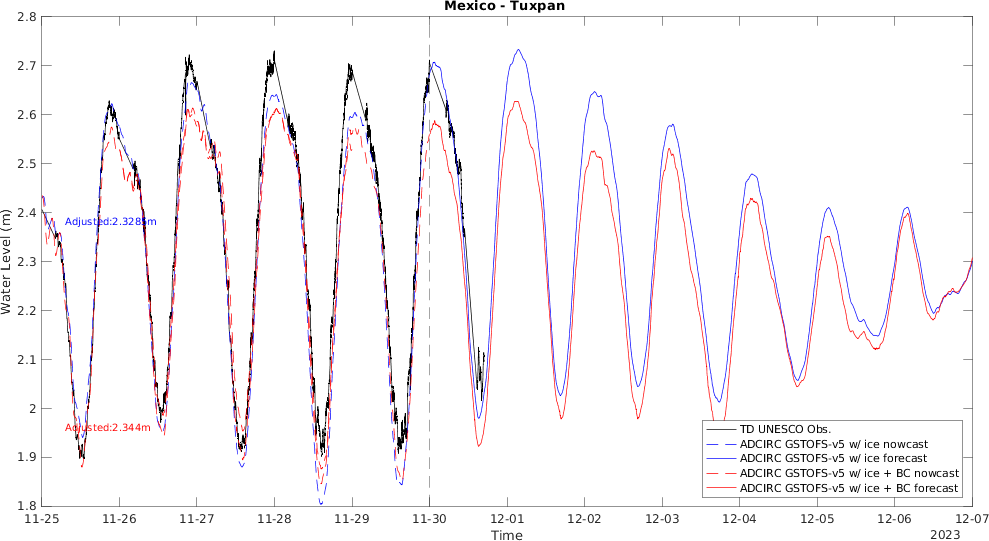 Mexico - Tuxpan
Water Level (m)
2.8
2.7
2.6
2.5
2.4
2.3
2.2
2.1
2
1.9
1.8
Adjusted:2.3285m
Adjusted:2.344m
TD UNESCO Obs.
ADCIRC GSTOFS-v5 w/ ice nowcast
ADCIRC GSTOFS-v5 w/ ice forecast
ADCIRC GSTOFS-v5 w/ ice + BC nowcast
ADCIRC GSTOFS-v5 w/ ice + BC forecast
11-25 11-26 11-27 11-28 11-29 11-30 12-01 12-02 12-03 12-04 12-05 12-06 12-07
Time
2023